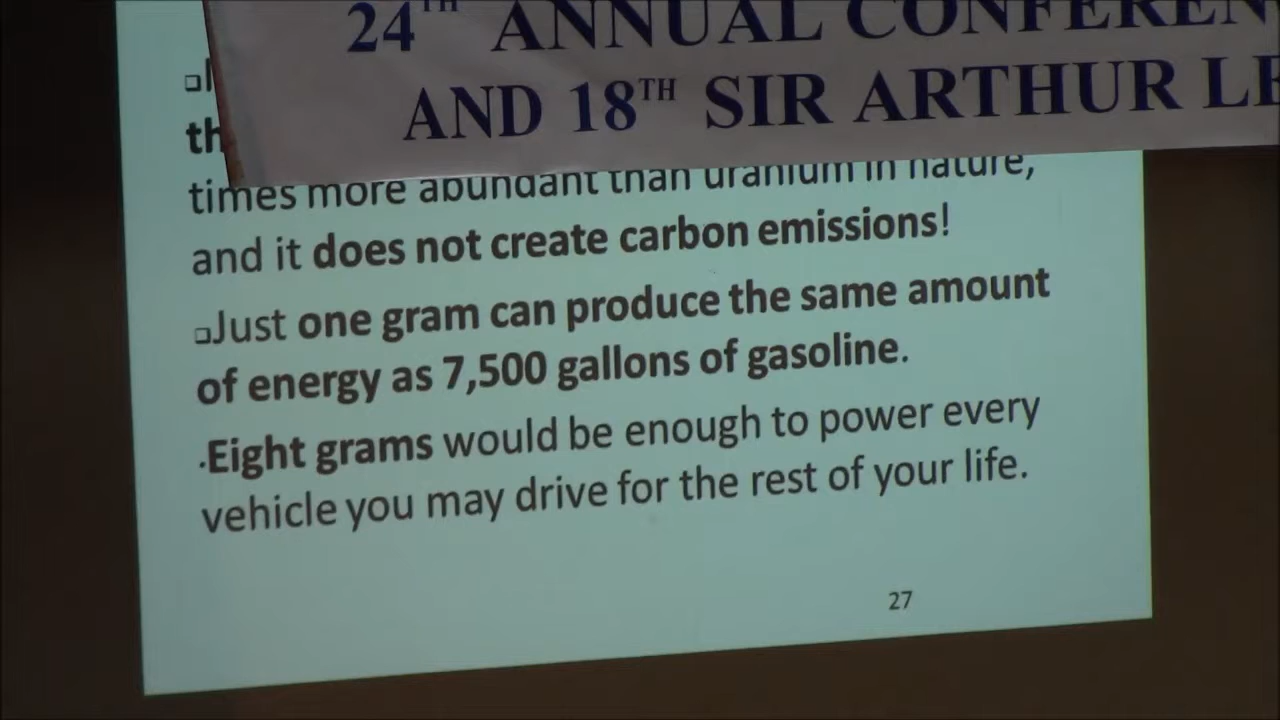 24TH ANNUAL CONFEREN
AND 18TH SIR ARTHUR LE
th
times more abundant than uranium in nature,
and it does not create carbon emissions!
Just one gram can produce the same amount
of energy as 7,500 gallons of gasoline.
.Eight grams would be enough to power every
vehicle you may drive for the rest of your life.
27